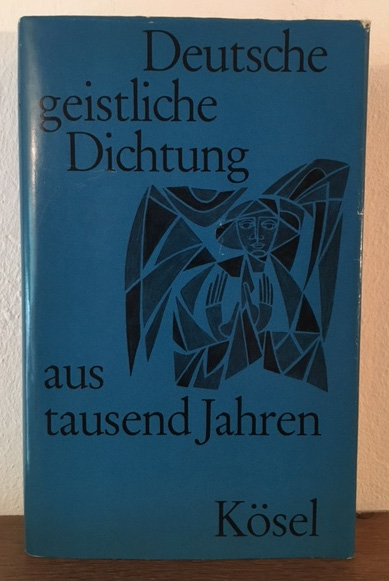 Deutsche
geistliche
Dichtung
aus
tausend Jahren
Kösel